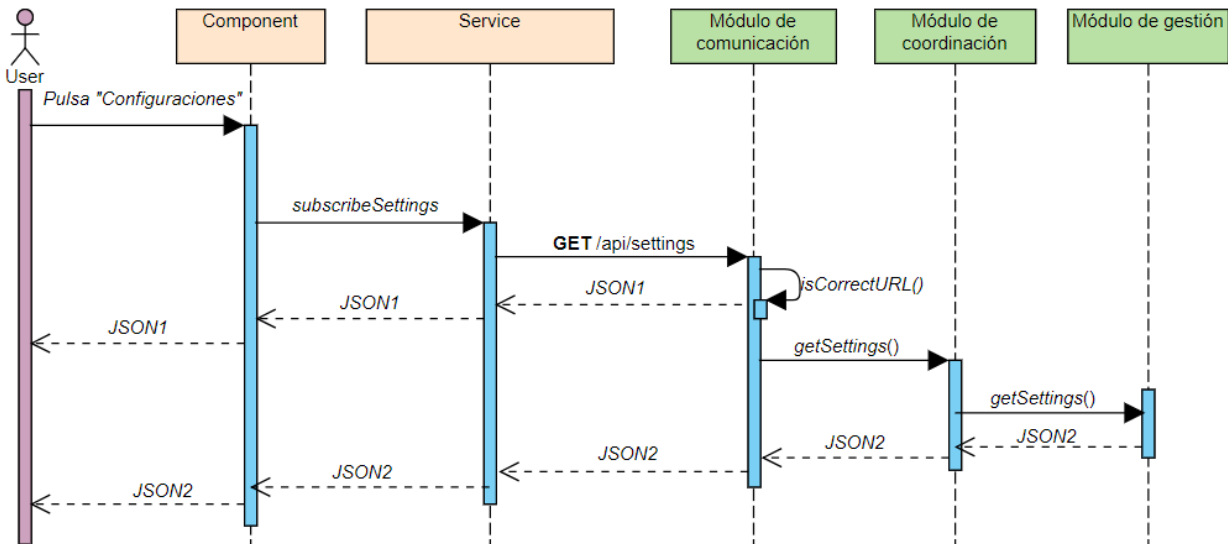 Component
Service
Módulo de
comunicación
Módulo de
coordinación
Módulo de gestión
User
Pulsa "Configuraciones"
subscribeSettings
GET /api/settings
isCorrectURL()
JSON1
JSON1
JSON1
getSettings()
getSettings()
JSON2
JSON2
JSON2
JSON2
JSON2